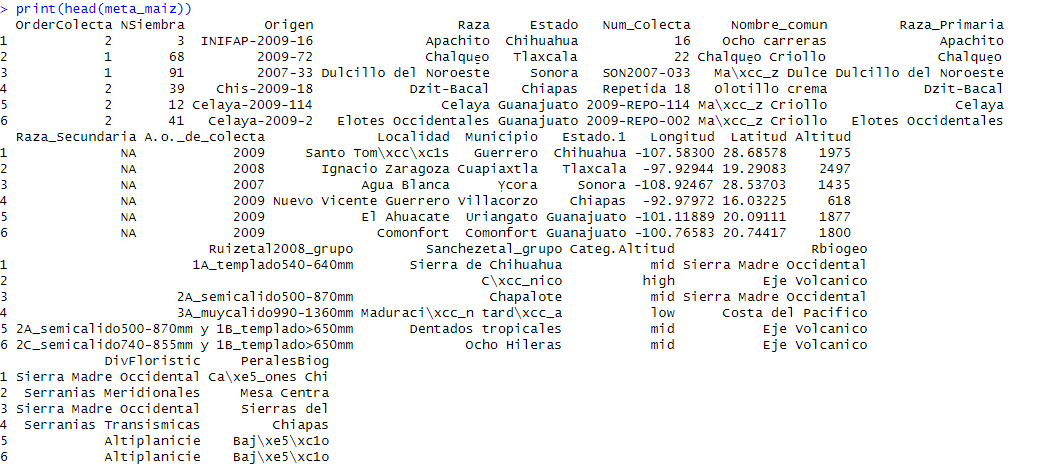 > print(head(meta_maiz))
  OrderColecta NSiembra          Origen                  Raza     Estado   Num_Colecta     Nombre_comun          Raza_Primaria
1            2        3  INIFAP-2009-16              Apachito  Chihuahua            16    Ocho carreras               Apachito
2            1       68         2009-72               Chalqueo   Tlaxcala            22 Chalqueo Criollo               Chalqueo
3            1       91         2007-33 Dulcillo del Noroeste     Sonora   SON2007-033    Ma\xcc_z Dulce Dulcillo del Noroeste
4            2       39    Chis-2009-18            Dzit-Bacal    Chiapas   Repetida 18   Olotillo crema             Dzit-Bacal
5            2       12 Celaya-2009-114                Celaya Guanajuato 2009-REPO-114 Ma\xcc_z Criollo                 Celaya
6            2       41   Celaya-2009-2   Elotes Occidentales Guanajuato 2009-REPO-002 Ma\xcc_z Criollo    Elotes Occidentales
  Raza_Secundaria A.o._de_colecta              Localidad  Municipio   Estado.1   Longitud  Latitud Altitud
1              NA            2009     Santo Tom\xcc\xc1s   Guerrero  Chihuahua -107.58300 28.68578    1975
2              NA            2008       Ignacio Zaragoza Cuapiaxtla   Tlaxcala  -97.92944 19.29083    2497
3              NA            2007            Agua Blanca      Ycora     Sonora -108.92467 28.53703    1435
4              NA            2009 Nuevo Vicente Guerrero Villacorzo    Chiapas  -92.97972 16.03225     618
5              NA            2009            El Ahuacate  Uriangato Guanajuato -101.11889 20.09111    1877
6              NA            2009               Comonfort  Comonfort Guanajuato -100.76583 20.74417    1800
                         Ruizetal2008_grupo         Sanchezetal_grupo Categ.Altitud                 Rbiogeo
1                     1A_templado540-640mm       Sierra de Chihuahua           mid Sierra Madre Occidental
2                                                         C\xcc_nico          high           Eje Volcanico
3                   2A_semicalido500-870mm                 Chapalote           mid Sierra Madre Occidental
4                  3A_muycalido990-1360mm Maduraci\xcc_n tard\xcc_a           low      Costa del Pacifico
5 2A_semicalido500-870mm y 1B_templado>650mm       Dentados tropicales           mid           Eje Volcanico
6 2C_semicalido740-855mm y 1B_templado>650mm              Ocho Hileras           mid           Eje Volcanico
            DivFloristic    PeralesBiog
1 Sierra Madre Occidental Ca\xe5_ones Chi
2   Serranias Meridionales    Mesa Centra
3 Sierra Madre Occidental    Sierras del
4   Serranias Transismicas        Chiapas
5             Altiplanicie   Baj\xe5\xc1o
6             Altiplanicie   Baj\xe5\xc1o